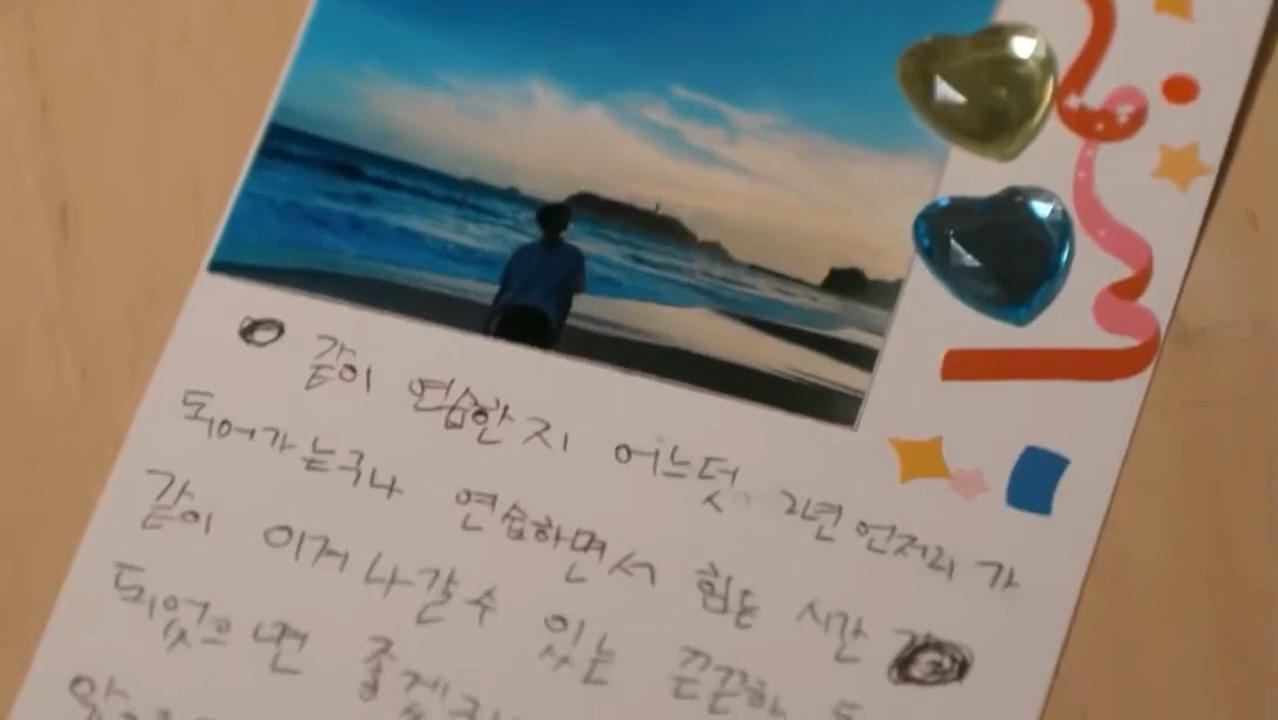 같이 연습한지 어느덧 2년 언저리 가
되어가는구나 연습하면서 힘든 시간
같이 이겨 나갈 수 있는 끈끈한
되었으면 좋겠